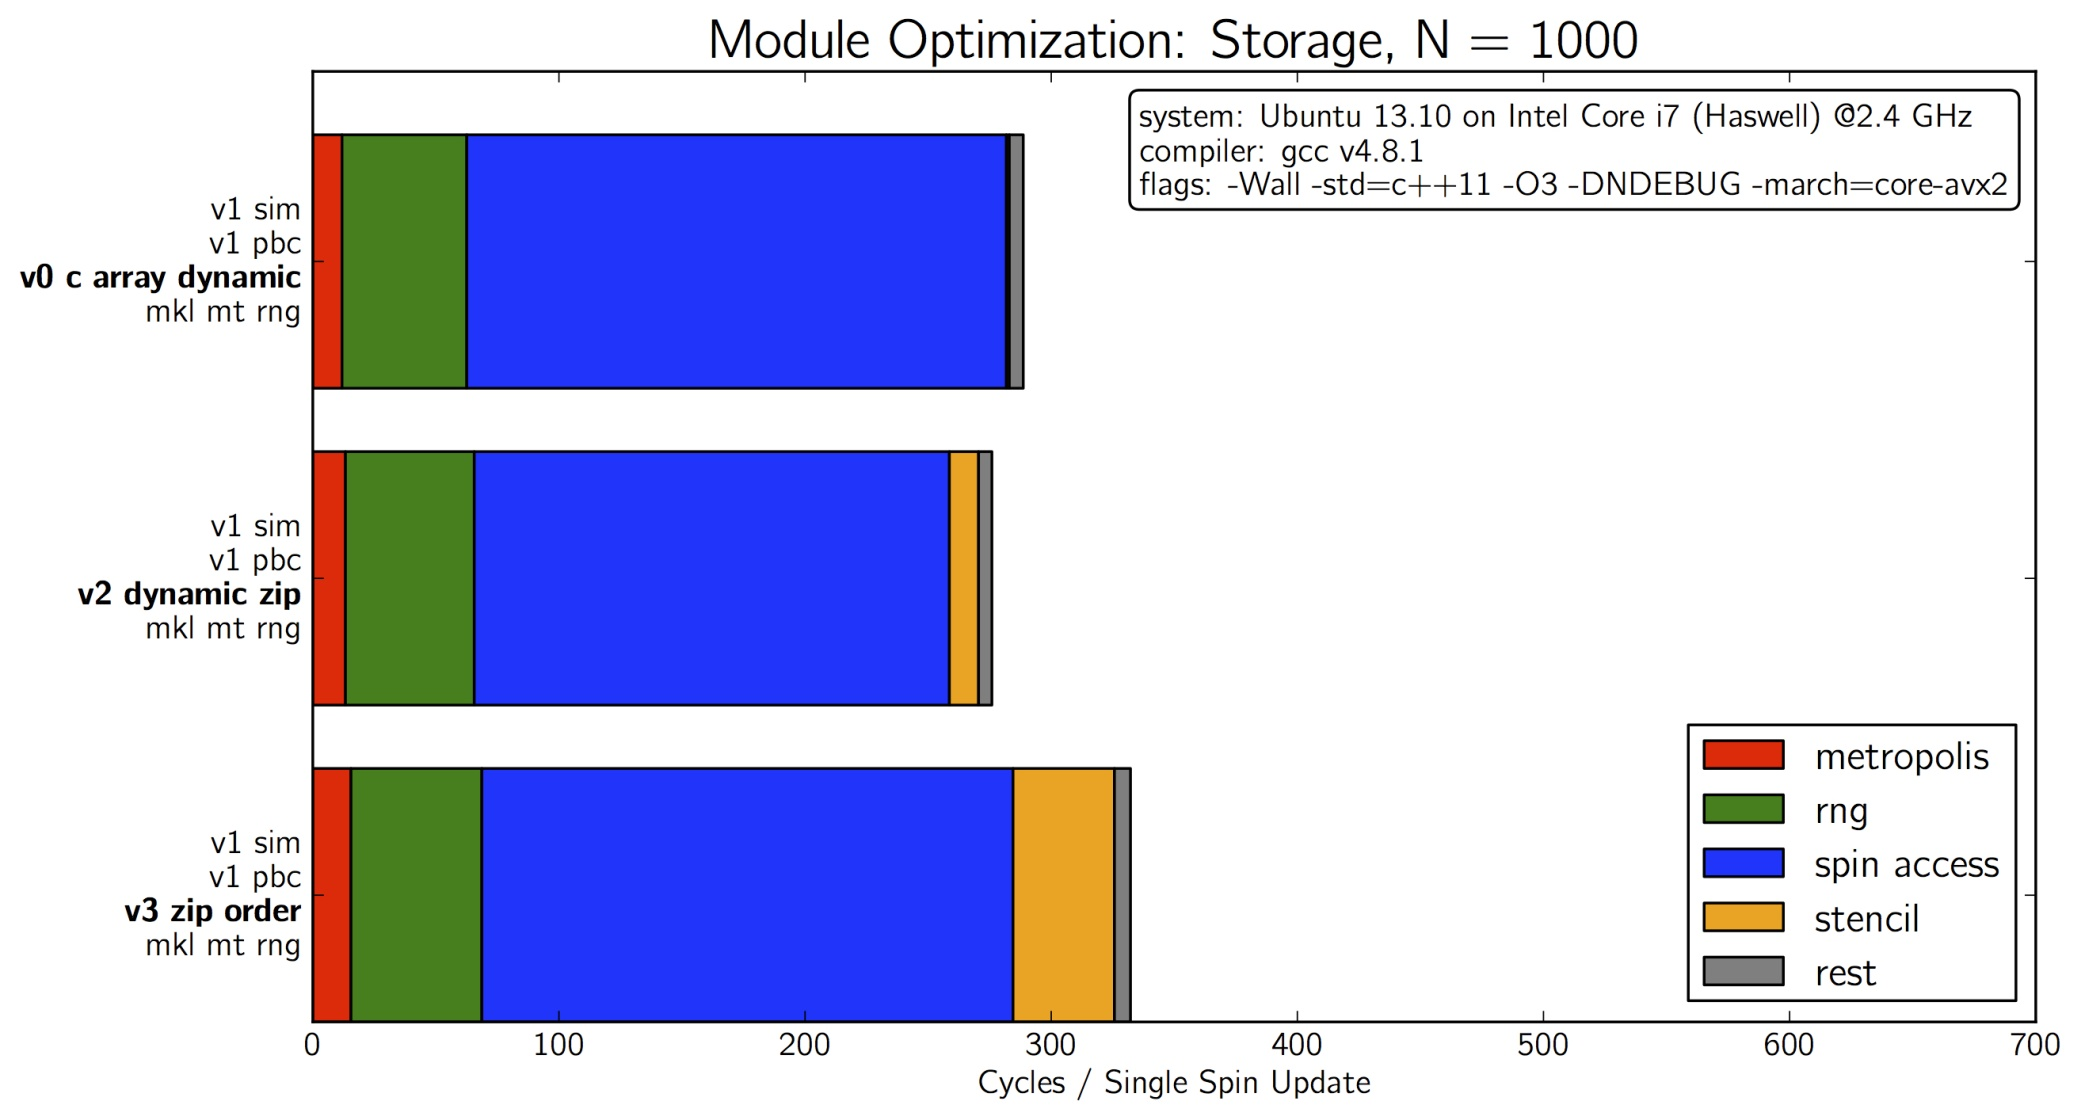 Module Optimization: Storage, N = 1000
system: Ubuntu 13.10 on Intel Core i7 (Haswell) @2.4 GHz
compiler: gcc v4.8.1
flags: -Wall -std=c++11 -O3 -DNDEBUG -march=core-avx2
v1 sim
v1 pbc
v0 c array dynamic
mkl mt rng
v1 sim
v1 pbc
v2 dynamic zip
mkl mt rng
v1 sim
v1 pbc
v3 zip order
mkl mt rng
metropolis
rng
spin access
stencil
rest
0 100 200 300 400 500 600 700
Cycles / Single Spin Update